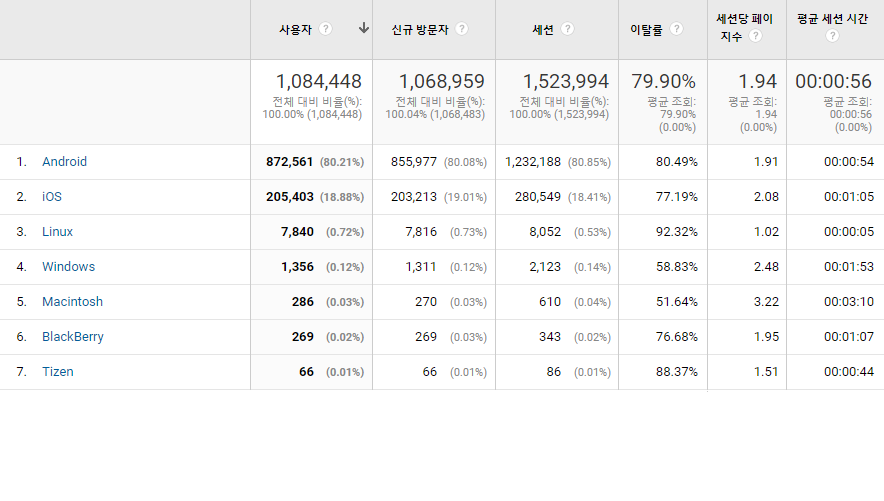 사용자 ? 신규 방문자 ? 세션 ? 이탈률 ? 세션당 페이지수 ? 평균 세션 시간 ?
1,084,448 1,068,959 1,523,994 79.90% 1.94 00:00:56
전체 대비 비율(%): 전체 대비 비율(%): 전체 대비 비율(%): 평균 조회: 평균 조회: 평균 조회:
100.00% (1,084,448) 100.04% (1,068,483) 100.00% (1,523,994) 79.90% 1.94 00:00:56
(0.00%) (0.00%) (0.00%)
1. Android 872,561 (80.21%) 855,977 (80.08%) 1,232,188 (80.85%) 80.49% 1.91 00:00:54
2. iOS 205,403 (18.88%) 203,213 (19.01%) 280,549 (18.41%) 77.19% 2.08 00:01:05
3. Linux 7,840 (0.72%) 7,816 (0.73%) 8,052 (0.53%) 92.32% 1.02 00:00:05
4. Windows 1,356 (0.12%) 1,311 (0.12%) 2,123 (0.14%) 58.83% 2.48 00:01:53
5. Macintosh 286 (0.03%) 270 (0.03%) 610 (0.04%) 51.64% 3.22 00:03:10
6. BlackBerry 269 (0.02%) 269 (0.03%) 343 (0.02%) 76.68% 1.95 00:01:07
7. Tizen 66 (0.01%) 66 (0.01%) 86 (0.01%) 88.37% 1.51 00:00:44